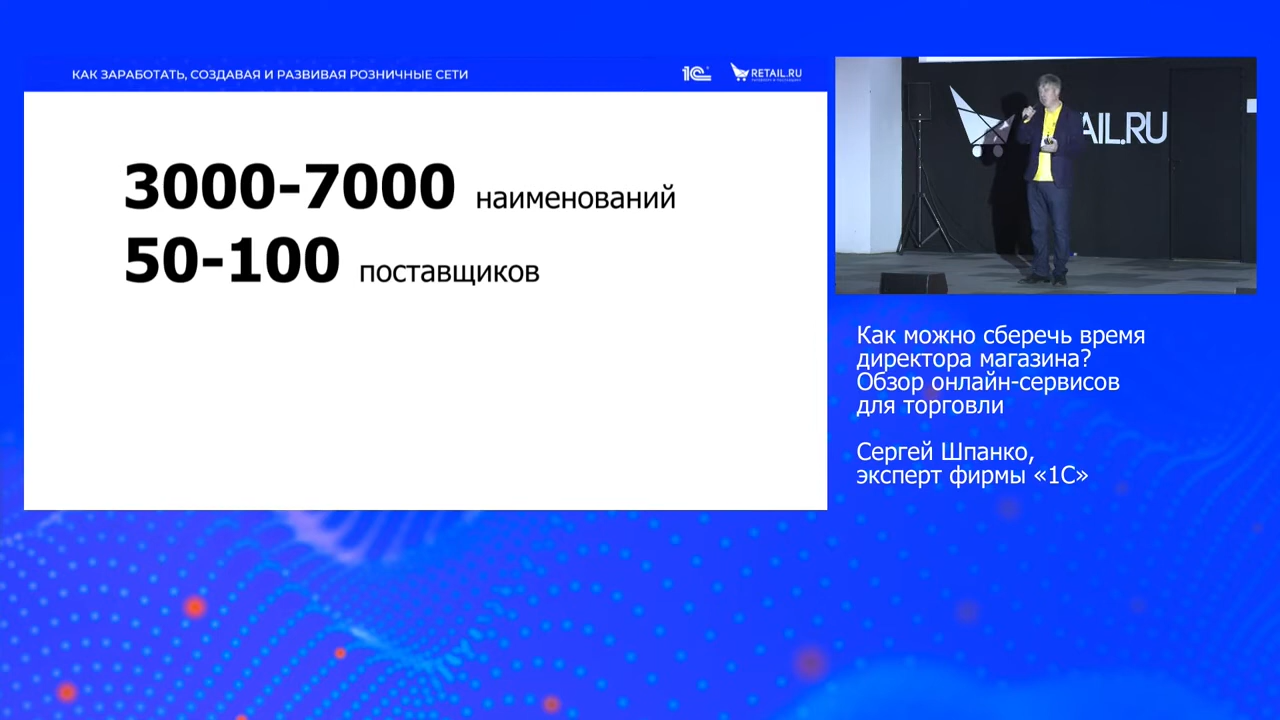 КАК ЗАРАБОТАТЬ, СОЗДАВАЯ И РАЗВИВАЯ РОЗНИЧНЫЕ СЕТИ
1С
RETAIL.RU
3000-7000 наименований
50-100 поставщиков
AIL.RU
Как можно сберечь время
директора магазина?
Обзор онлайн-сервисов
для торговли
Сергей Шпанко,
эксперт фирмы «1С»